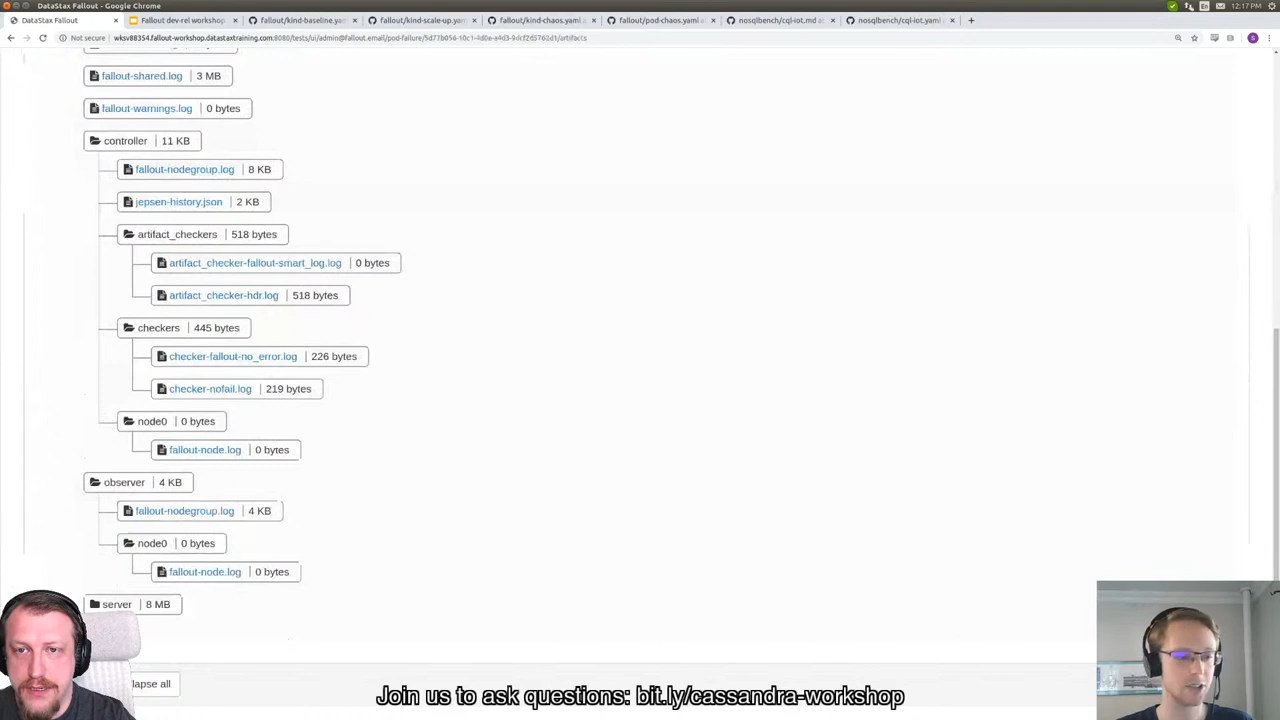 DataStax Fallout - Google Chrome
En
12:17 PM
DataStax Fallout
Fallout dev-rel workshop
fallout/kind-baseline.yaml
fallout/kind-scale-up.yaml
fallout/kind-chaos.yaml a
fallout/pod-chaos.yaml at
nosqlbench/cql-iot.md at
nosqlbench/cql-iot.yaml
Not secure
fallout-shared.log | 3 MB
fallout-warnings.log | 0 bytes
controller | 11 KB
fallout-nodegroup.log | 8 KB
jepsen-history.json | 2 KB
artifact_checkers | 518 bytes
artifact_checker-fallout-smart_log.log | 0 bytes
artifact_checker-hdr.log | 518 bytes
checkers | 445 bytes
checker-fallout-no_error.log | 226 bytes
checker-nofail.log | 219 bytes
node0 | 0 bytes
fallout-node.log | 0 bytes
observer | 4 KB
fallout-nodegroup.log | 4 KB
node0 | 0 bytes
fallout-node.log | 0 bytes
server | 8 MB
lapse all
Join us to ask questions: bit.ly/cassandra-workshop